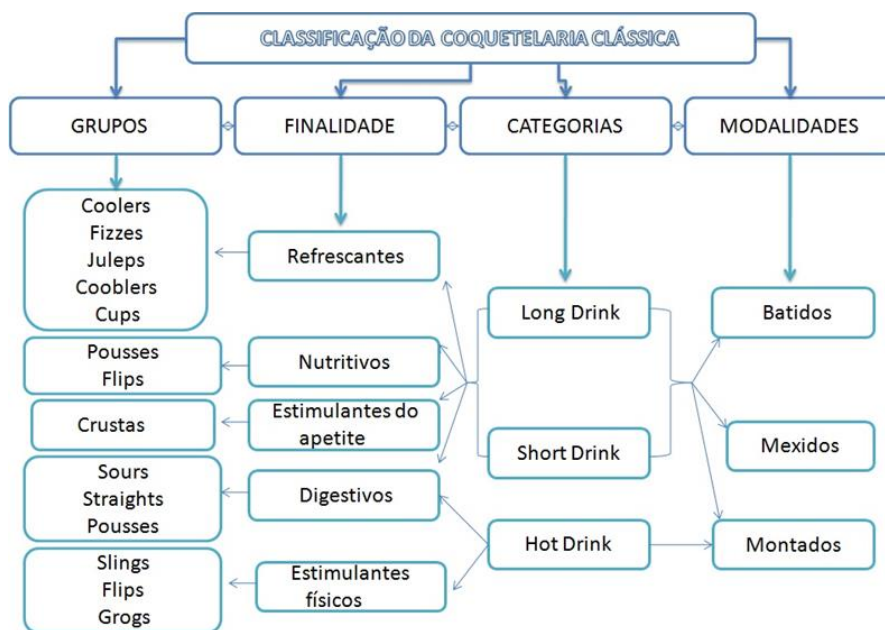 CLASSIFICAÇÃO DA COQUETELARIA CLÁSSICA
GRUPOS
FINALIDADE
CATEGORIAS
MODALIDADES
Coolers
Fizzes
Juleps
Cooblers
Cups
Refrescantes
Long Drink
Batidos
Pousses
Flips
Nutritivos
Crustas
Estimulantes do
apetite
Short Drink
Mexidos
Sours
Straights
Pousses
Digestivos
Hot Drink
Montados
Slings
Flips
Grogs
Estimulantes
físicos